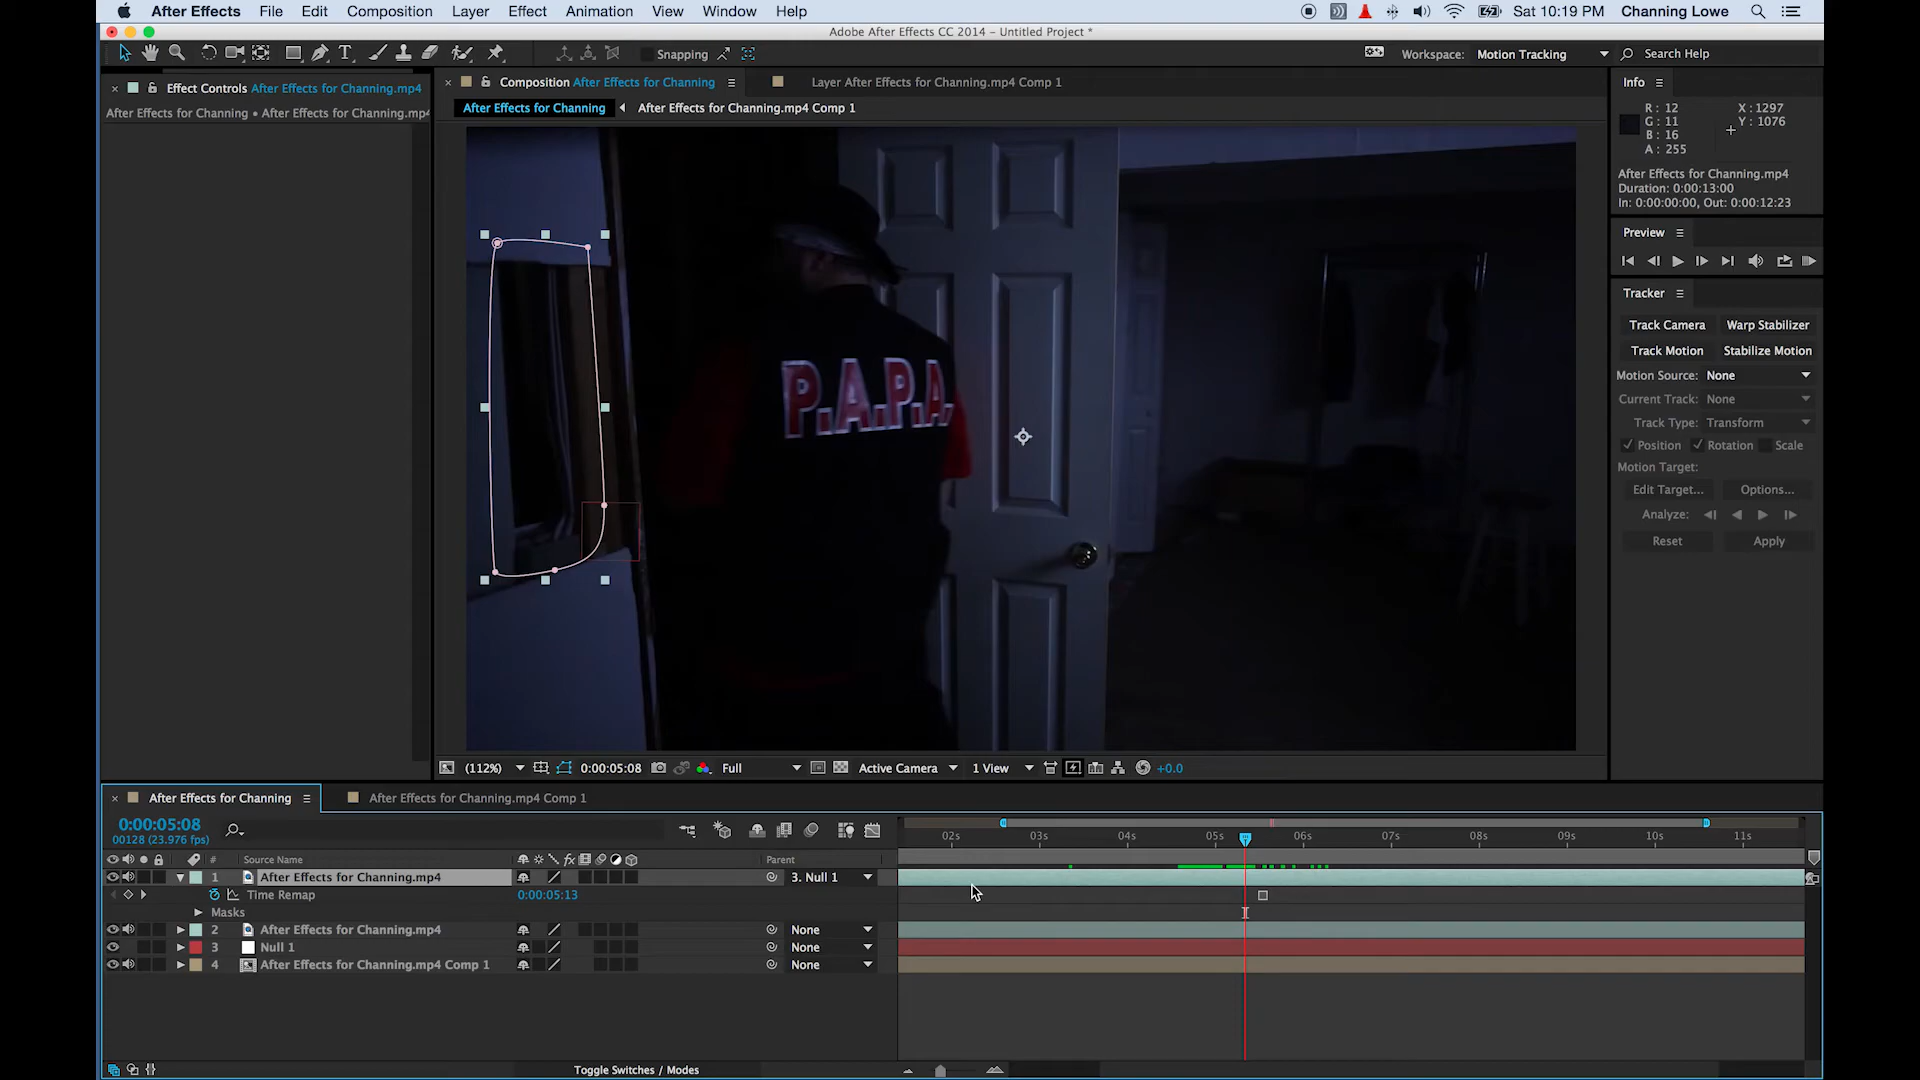 After Effects File Edit Composition Layer Effect Animation View Window Help Sat 10:19 PM Channing Lowe
Adobe After Effects CC 2014 – Untitled Project *
Snapping Workspace: Motion Tracking Search Help
Effect Controls After Effects for Channing.mp4
After Effects for Channing • After Effects for Channing.mp4
Composition After Effects for Channing
Layer After Effects for Channing.mp4 Comp 1
After Effects for Channing After Effects for Channing.mp4 Comp 1
P.A.P.A.
Info
R: 12 X: 1297
G: 11 Y: 1076
B: 16
A: 255
After Effects for Channing.mp4
Duration: 0:00:13:00
In: 0:00:00:00, Out: 0:00:12:23
Preview
Tracker
Track Camera Warp Stabilizer
Track Motion Stabilize Motion
Motion Source: None
Current Track: None
Track Type: Transform
Position Rotation Scale
Motion Target:
Edit Target... Options...
Analyze:
Reset Apply
(112%) 0:00:05:08 Full Active Camera 1 View +0.0
After Effects for Channing After Effects for Channing.mp4 Comp 1
0:00:05:08
00128 (23.976 fps)
02s 03s 04s 05s 06s 07s 08s 09s 10s 11s
# Source Name fx Parent
1 After Effects for Channing.mp4 3. Null 1
Time Remap 0:00:05:13
Masks
2 After Effects for Channing.mp4 None
3 Null 1 None
4 After Effects for Channing.mp4 Comp 1 None
Toggle Switches / Modes